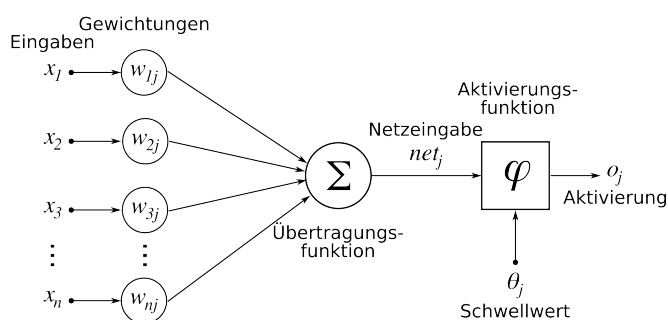 Gewichtungen
Eingaben
x1 w1j
x2 w2j
x3 w3j
⋮ ⋮
xn wnj
Σ
Übertragungs-
funktion
Netzeingabe
netj
Aktivierungs-
funktion
φ
oj
Aktivierung
θj
Schwellwert